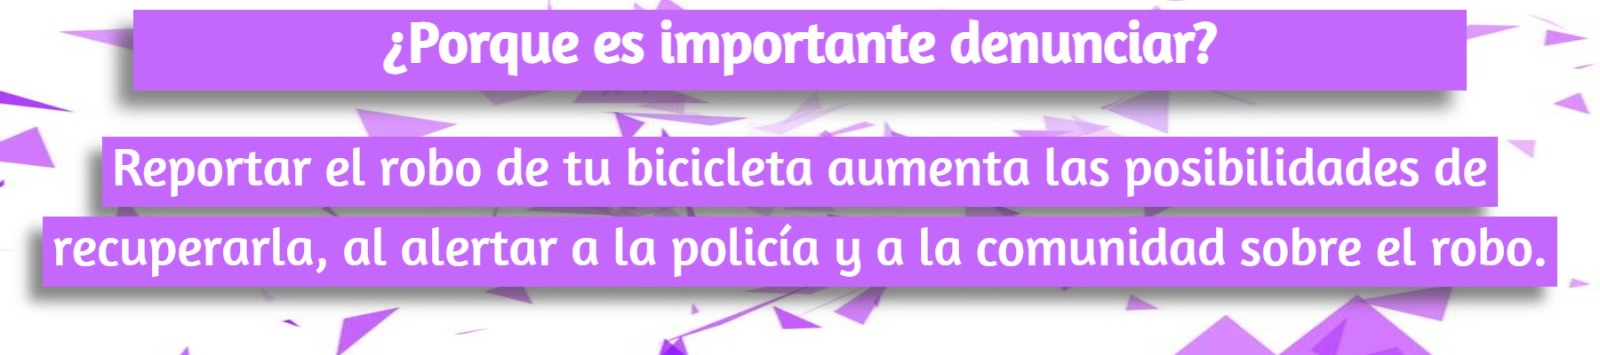 ¿Porque es importante denunciar?
Reportar el robo de tu bicicleta aumenta las posibilidades de
recuperarla, al alertar a la policía y a la comunidad sobre el robo.